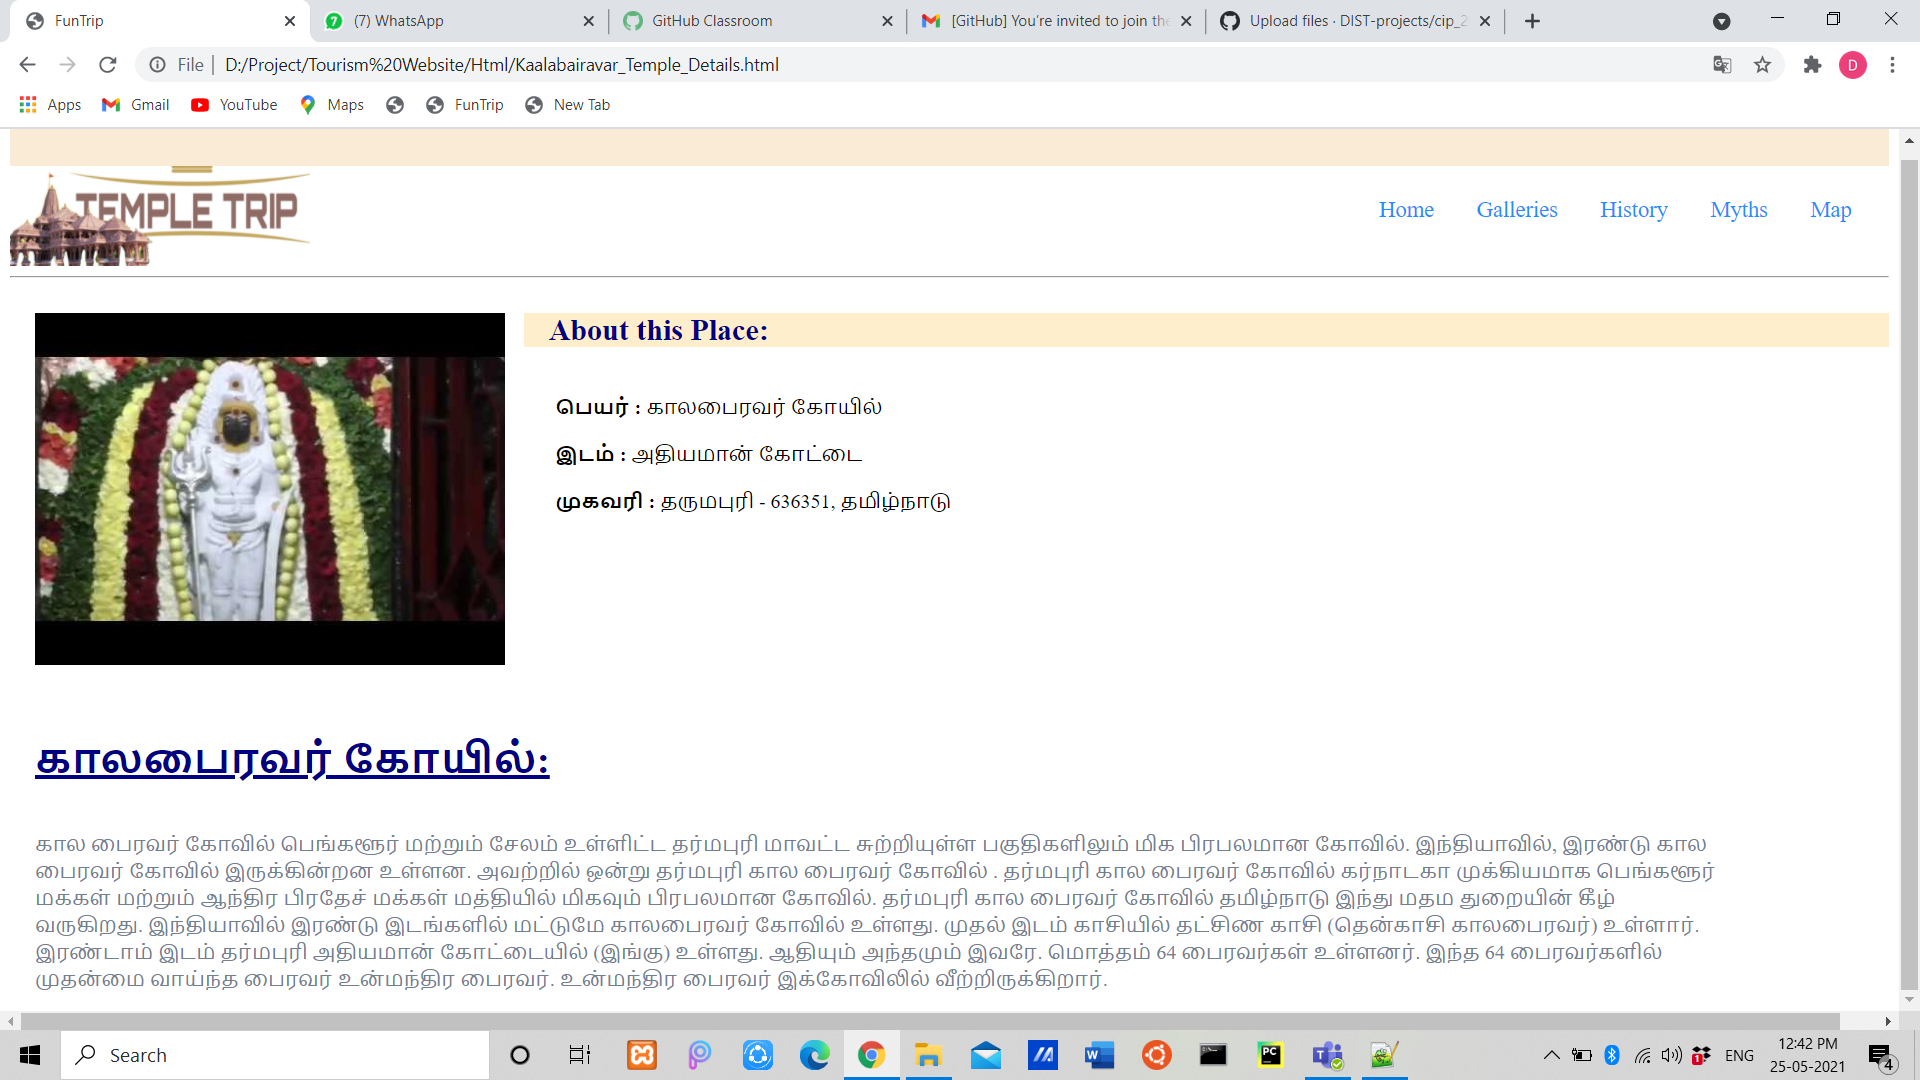 FunTrip
(7) WhatsApp
GitHub Classroom
[GitHub] You're invited to join the
Upload files · DIST-projects/cip_2
File | D:/Project/Tourism%20Website/Html/Kaalabairavar_Temple_Details.html
D
Apps
Gmail
YouTube
Maps
FunTrip
New Tab
TEMPLE TRIP
Home
Galleries
History
Myths
Map
About this Place:
பெயர் : காலபைரவர் கோயில்
இடம் : அதியமான் கோட்டை
முகவரி : தருமபுரி - 636351, தமிழ்நாடு
காலபைரவர் கோயில்:
கால பைரவர் கோவில் பெங்களூர் மற்றும் சேலம் உள்ளிட்ட தர்மபுரி மாவட்ட சுற்றியுள்ள பகுதிகளிலும் மிக பிரபலமான கோவில். இந்தியாவில், இரண்டு கால
பைரவர் கோவில் இருக்கின்றன உள்ளன. அவற்றில் ஒன்று தர்மபுரி கால பைரவர் கோவில் . தர்மபுரி கால பைரவர் கோவில் கர்நாடகா முக்கியமாக பெங்களூர்
மக்கள் மற்றும் ஆந்திர பிரதேச் மக்கள் மத்தியில் மிகவும் பிரபலமான கோவில். தர்மபுரி கால பைரவர் கோவில் தமிழ்நாடு இந்து மதம துறையின் கீழ்
வருகிறது. இந்தியாவில் இரண்டு இடங்களில் மட்டுமே காலபைரவர் கோவில் உள்ளது. முதல் இடம் காசியில் தட்சிண காசி (தென்காசி காலபைரவர்) உள்ளார்.
இரண்டாம் இடம் தர்மபுரி அதியமான் கோட்டையில் (இங்கு) உள்ளது. ஆதியும் அந்தமும் இவரே. மொத்தம் 64 பைரவர்கள் உள்ளனர். இந்த 64 பைரவர்களில்
முதன்மை வாய்ந்த பைரவர் உன்மந்திர பைரவர். உன்மந்திர பைரவர் இக்கோவிலில் வீற்றிருக்கிறார்.
Search
ENG
12:42 PM
25-05-2021
4